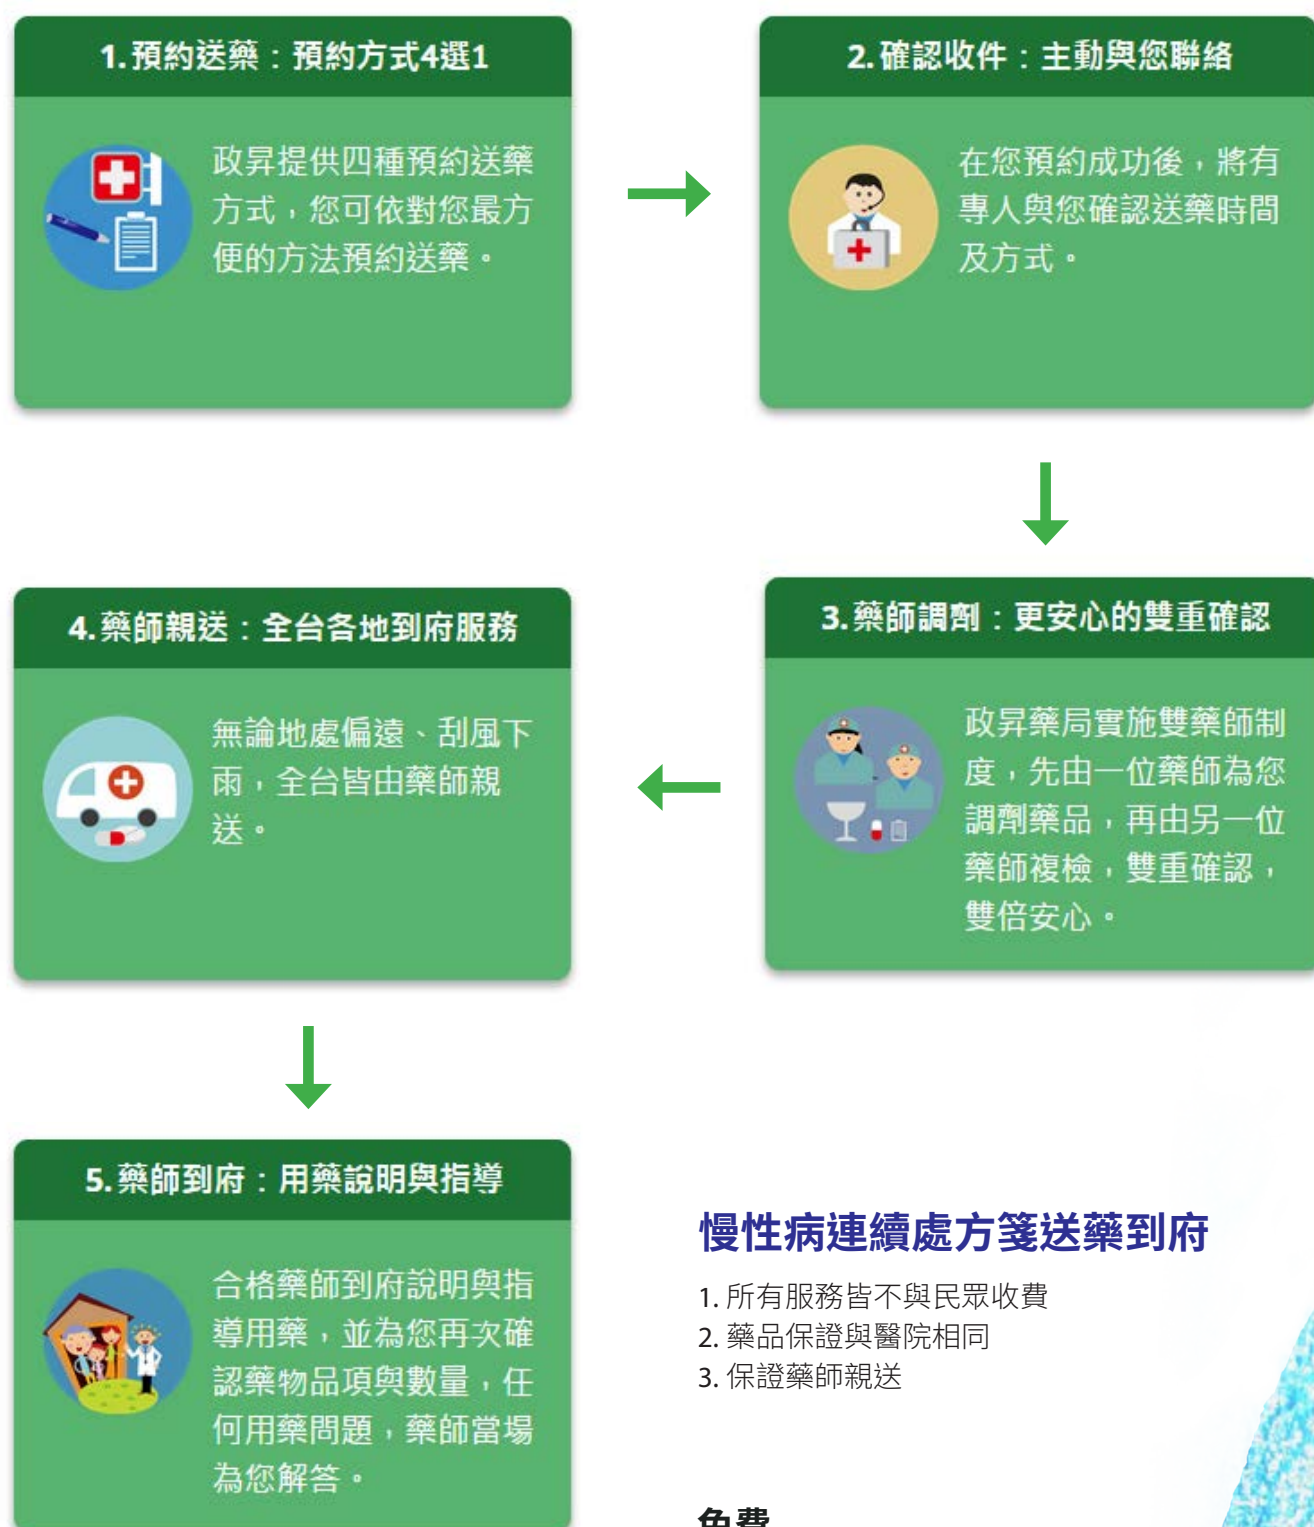 1.預約送藥：預約方式4選1
政昇提供四種預約送藥
方式，您可依對您最方
便的方法預約送藥。
2.確認收件：主動與您聯絡
在您預約成功後，將有
專人與您確認送藥時間
及方式。
3.藥師調劑：更安心的雙重確認
政昇藥局實施雙藥師制
度，先由一位藥師為您
調劑藥品，再由另一位
藥師複檢，雙重確認，
雙倍安心。
4.藥師親送：全台各地到府服務
無論地處偏遠、刮風下
雨，全台皆由藥師親
送。
5.藥師到府：用藥說明與指導
合格藥師到府說明與指
導用藥，並為您再次確
認藥物品項與數量，任
何用藥問題，藥師當場
為您解答。
慢性病連續處方箋送藥到府
1. 所有服務皆不與民眾收費
2. 藥品保證與醫院相同
3. 保證藥師親送
免費